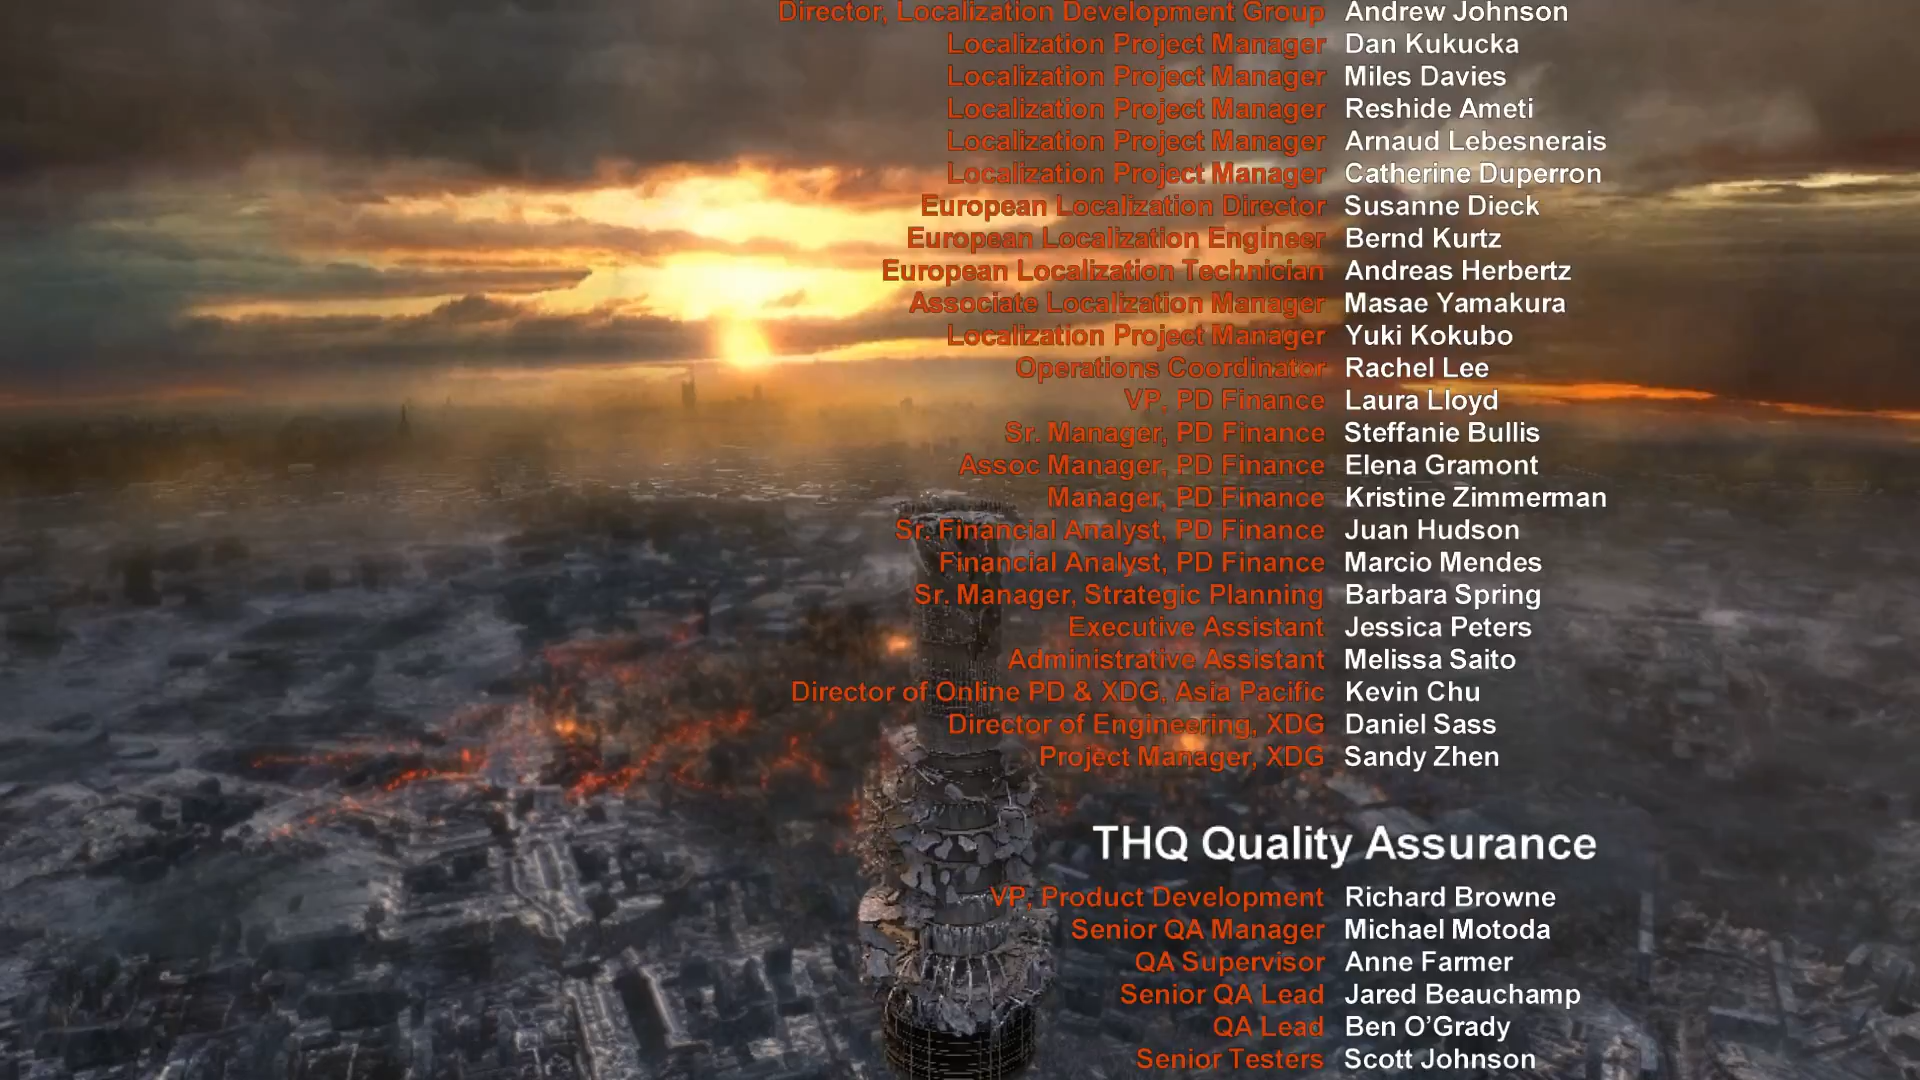 Director, Localization Development Group Andrew Johnson
Localization Project Manager Dan Kukucka
Localization Project Manager Miles Davies
Localization Project Manager Reshide Ameti
Localization Project Manager Arnaud Lebesnerais
Localization Project Manager Catherine Duperron
European Localization Director Susanne Dieck
European Localization Engineer Bernd Kurtz
European Localization Technician Andreas Herbertz
Associate Localization Manager Masae Yamakura
Localization Project Manager Yuki Kokubo
Operations Coordinator Rachel Lee
VP, PD Finance Laura Lloyd
Sr. Manager, PD Finance Steffanie Bullis
Assoc Manager, PD Finance Elena Gramont
Manager, PD Finance Kristine Zimmerman
Sr. Financial Analyst, PD Finance Juan Hudson
Financial Analyst, PD Finance Marcio Mendes
Sr. Manager, Strategic Planning Barbara Spring
Executive Assistant Jessica Peters
Administrative Assistant Melissa Saito
Director of Online PD & XDG, Asia Pacific Kevin Chu
Director of Engineering, XDG Daniel Sass
Project Manager, XDG Sandy Zhen
THQ Quality Assurance
VP, Product Development Richard Browne
Senior QA Manager Michael Motoda
QA Supervisor Anne Farmer
Senior QA Lead Jared Beauchamp
QA Lead Ben O’Grady
Senior Testers Scott Johnson